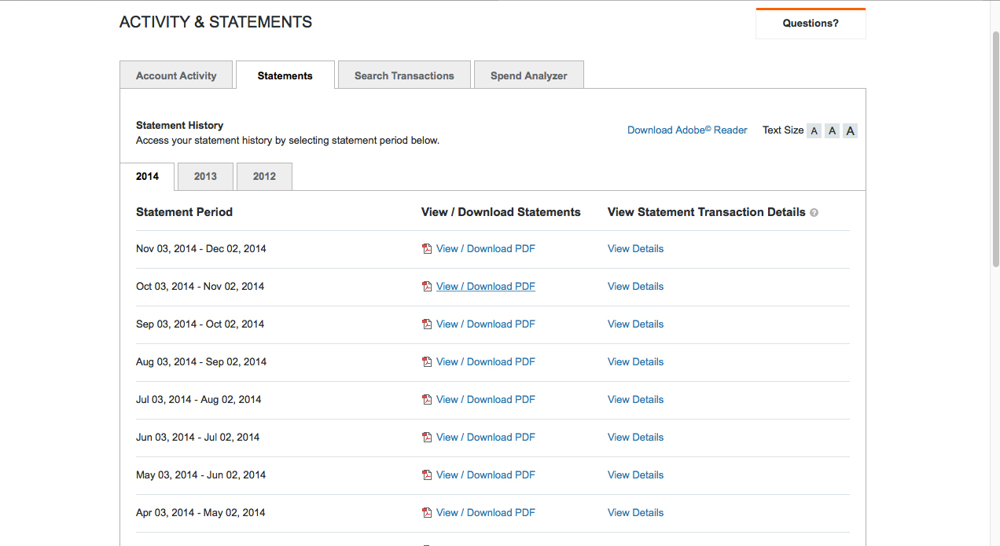 ACTIVITY & STATEMENTS
Questions?
Account Activity Statements Search Transactions Spend Analyzer
Statement History
Access your statement history by selecting statement period below.
Download Adobe© Reader Text Size A A A
2014 2013 2012
Statement Period View / Download Statements View Statement Transaction Details ?
Nov 03, 2014 - Dec 02, 2014 View / Download PDF View Details
Oct 03, 2014 - Nov 02, 2014 View / Download PDF View Details
Sep 03, 2014 - Oct 02, 2014 View / Download PDF View Details
Aug 03, 2014 - Sep 02, 2014 View / Download PDF View Details
Jul 03, 2014 - Aug 02, 2014 View / Download PDF View Details
Jun 03, 2014 - Jul 02, 2014 View / Download PDF View Details
May 03, 2014 - Jun 02, 2014 View / Download PDF View Details
Apr 03, 2014 - May 02, 2014 View / Download PDF View Details